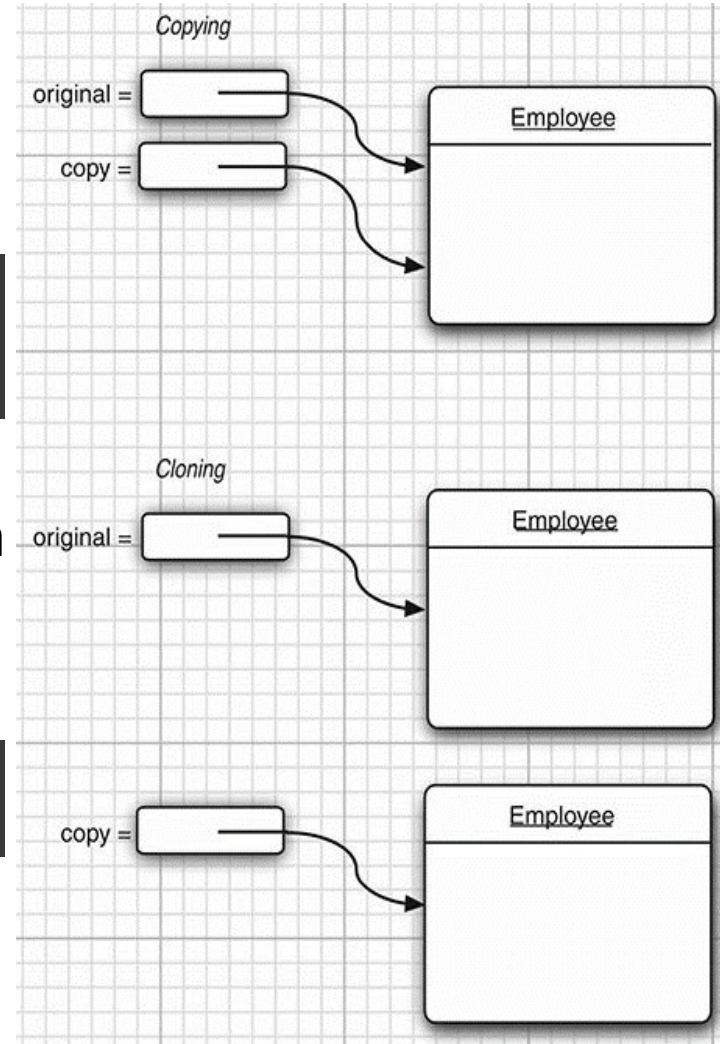 Copying
original =
Employee
copy =
Cloning
Employee
original =
Employee
copy =